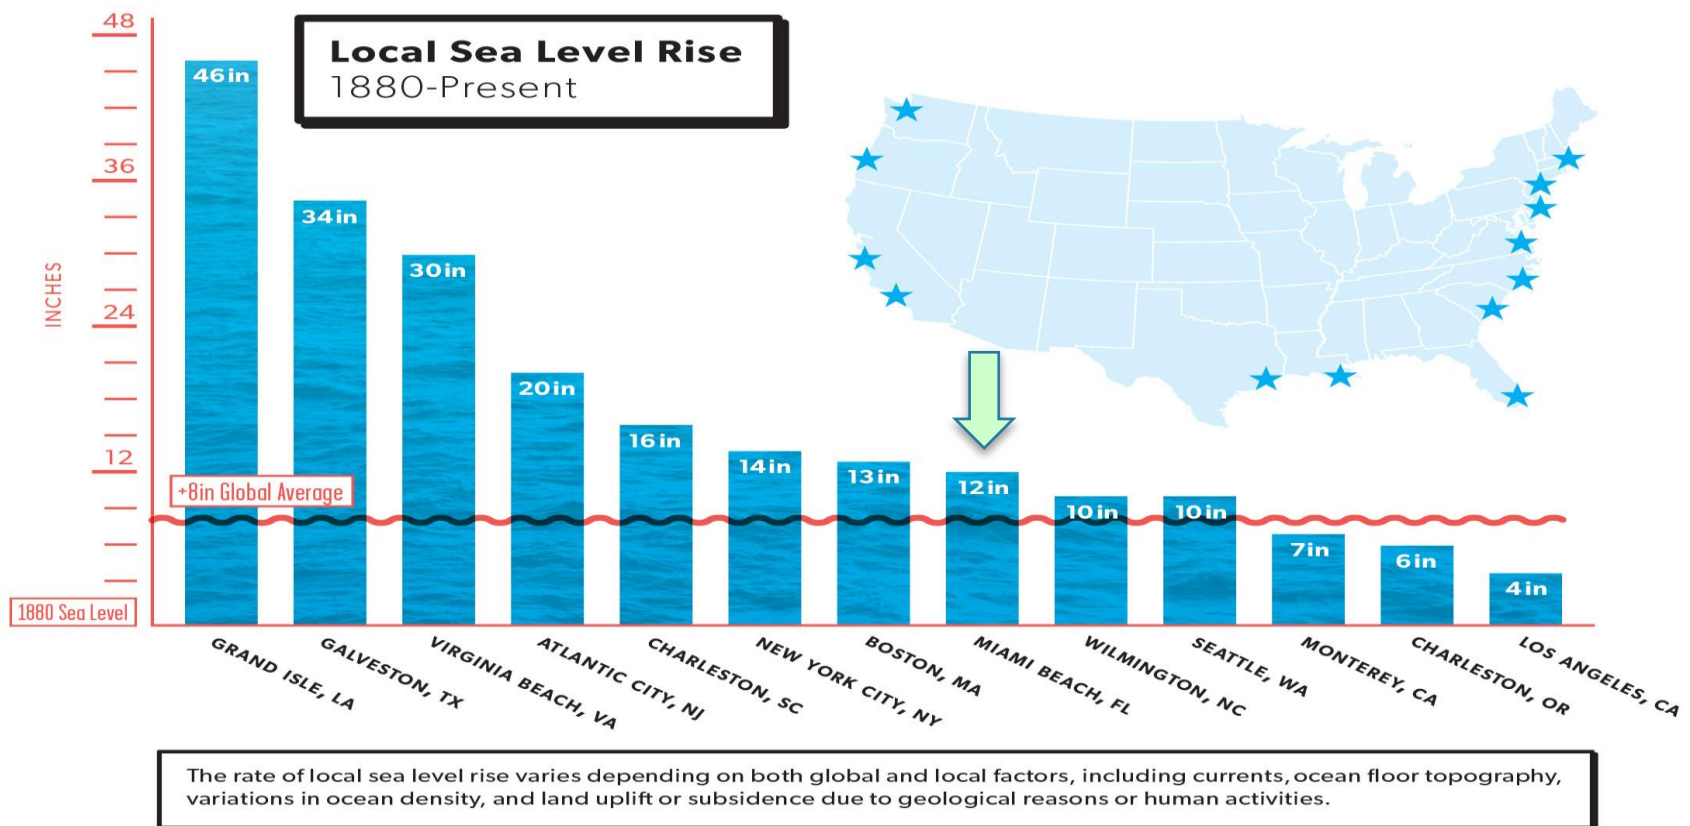 Local Sea Level Rise
1880-Present
48
36
24
12
INCHES
+8in Global Average
1880 Sea Level
46in
34in
30in
20in
16in
14in
13in
12in
10in
10in
7in
6in
4in
GRAND ISLE, LA
GALVESTON, TX
VIRGINIA BEACH, VA
ATLANTIC CITY, NJ
CHARLESTON, SC
NEW YORK CITY, NY
BOSTON, MA
MIAMI BEACH, FL
WILMINGTON, NC
SEATTLE, WA
MONTEREY, CA
CHARLESTON, OR
LOS ANGELES, CA
The rate of local sea level rise varies depending on both global and local factors, including currents, ocean floor topography,
variations in ocean density, and land uplift or subsidence due to geological reasons or human activities.